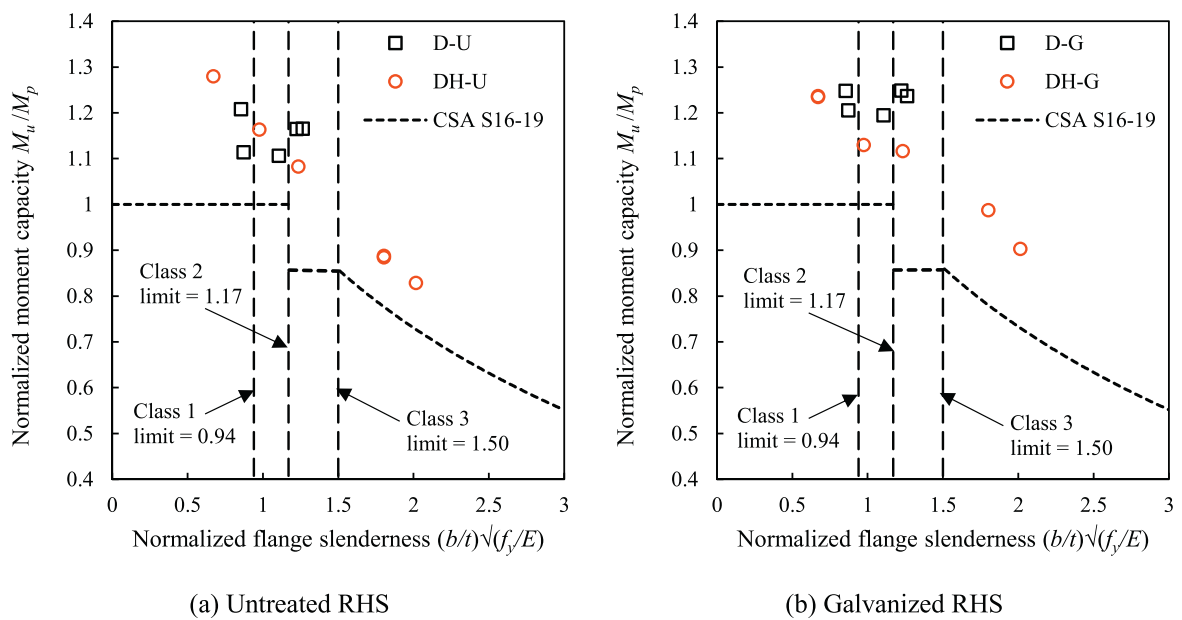 Normalized moment capacity Mu/Mp
1.4
1.3
1.2
1.1
1
0.9
0.8
0.7
0.6
0.5
0.4
D-U
DH-U
CSA S16-19
Class 2
limit = 1.17
Class 1
limit = 0.94
Class 3
limit = 1.50
0
0.5
1
1.5
2
2.5
3
Normalized flange slenderness (b/t)√(fy/E)
(a) Untreated RHS
Normalized moment capacity Mu/Mp
1.4
1.3
1.2
1.1
1
0.9
0.8
0.7
0.6
0.5
0.4
D-G
DH-G
CSA S16-19
Class 2
limit = 1.17
Class 1
limit = 0.94
Class 3
limit = 1.50
0
0.5
1
1.5
2
2.5
3
Normalized flange slenderness (b/t)√(fy/E)
(b) Galvanized RHS